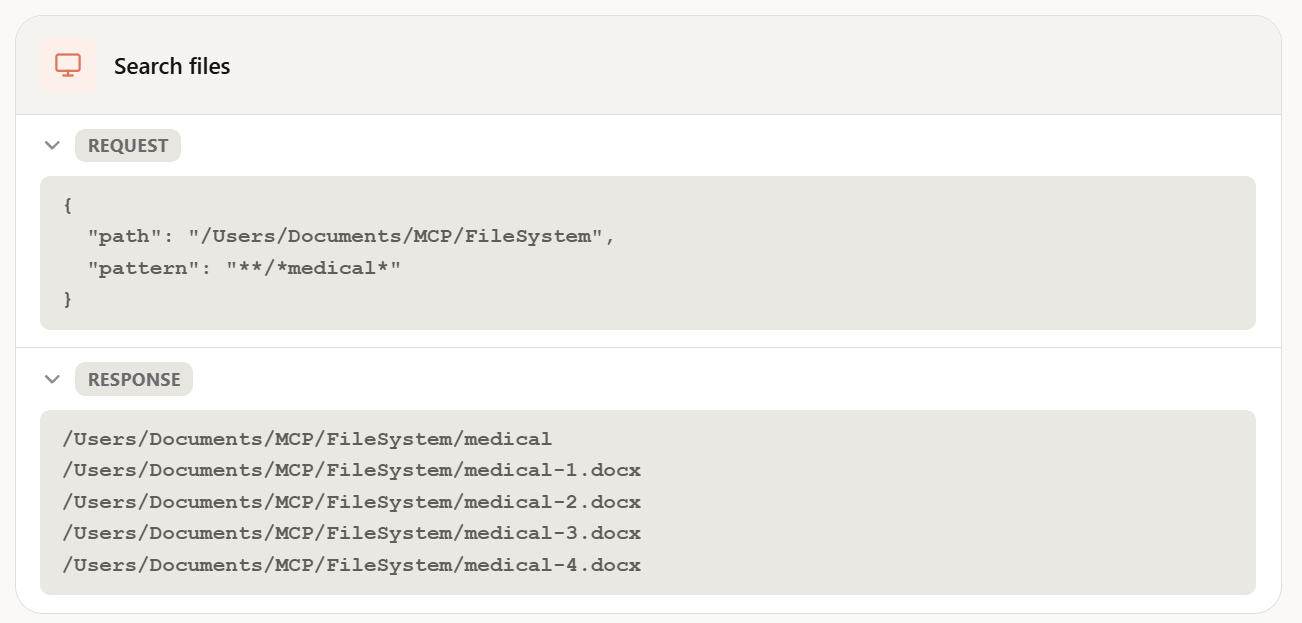 Search files
REQUEST
{
"path": "/Users/Documents/MCP/FileSystem",
"pattern": "**/*medical*"
}
RESPONSE
/Users/Documents/MCP/FileSystem/medical
/Users/Documents/MCP/FileSystem/medical-1.docx
/Users/Documents/MCP/FileSystem/medical-2.docx
/Users/Documents/MCP/FileSystem/medical-3.docx
/Users/Documents/MCP/FileSystem/medical-4.docx